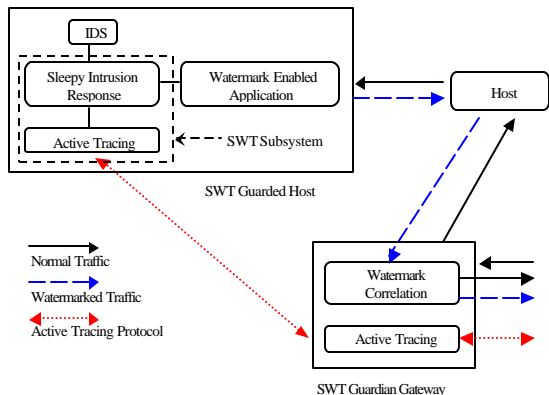 IDS
Sleepy Intrusion
Response
Watermark Enabled
Application
Host
Active Tracing
SWT Subsystem
SWT Guarded Host
Normal Traffic
Watermarked Traffic
Active Tracing Protocol
Watermark
Correlation
Active Tracing
SWT Guardian Gateway